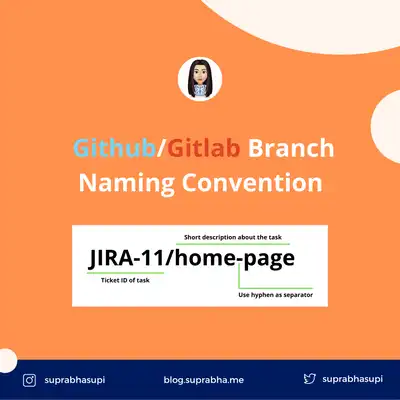 Github/Gitlab Branch
Naming Convention
Short description about the task
JIRA-11/home-page
Ticket ID of task
Use hyphen as separator
suprabhasupi
blog.suprabha.me
suprabhasupi